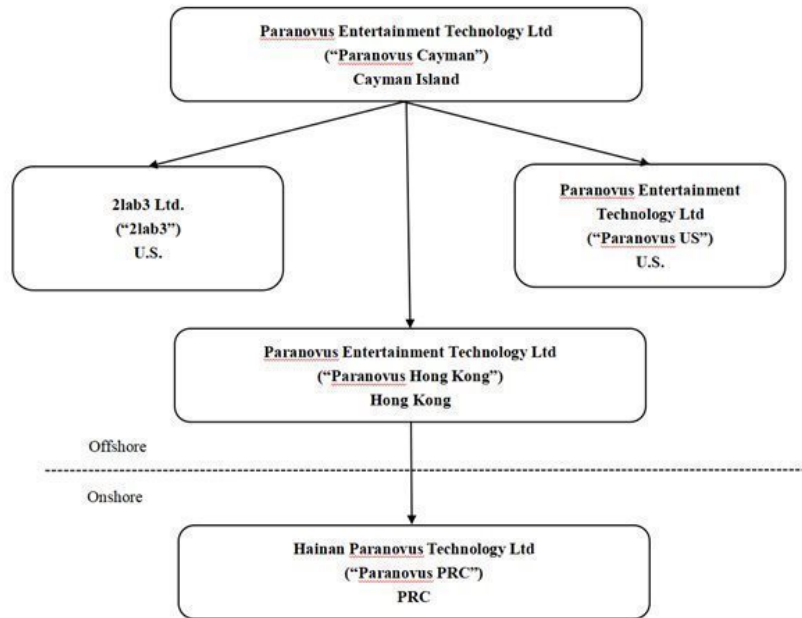 Paranovus Entertainment Technology Ltd
(“Paranovus Cayman”)
Cayman Island
2lab3 Ltd.
(“2lab3”)
U.S.
Paranovus Entertainment
Technology Ltd
(“Paranovus US”)
U.S.
Paranovus Entertainment Technology Ltd
(“Paranovus Hong Kong”)
Hong Kong
Offshore
Onshore
Hainan Paranovus Technology Ltd
(“Paranovus PRC”)
PRC